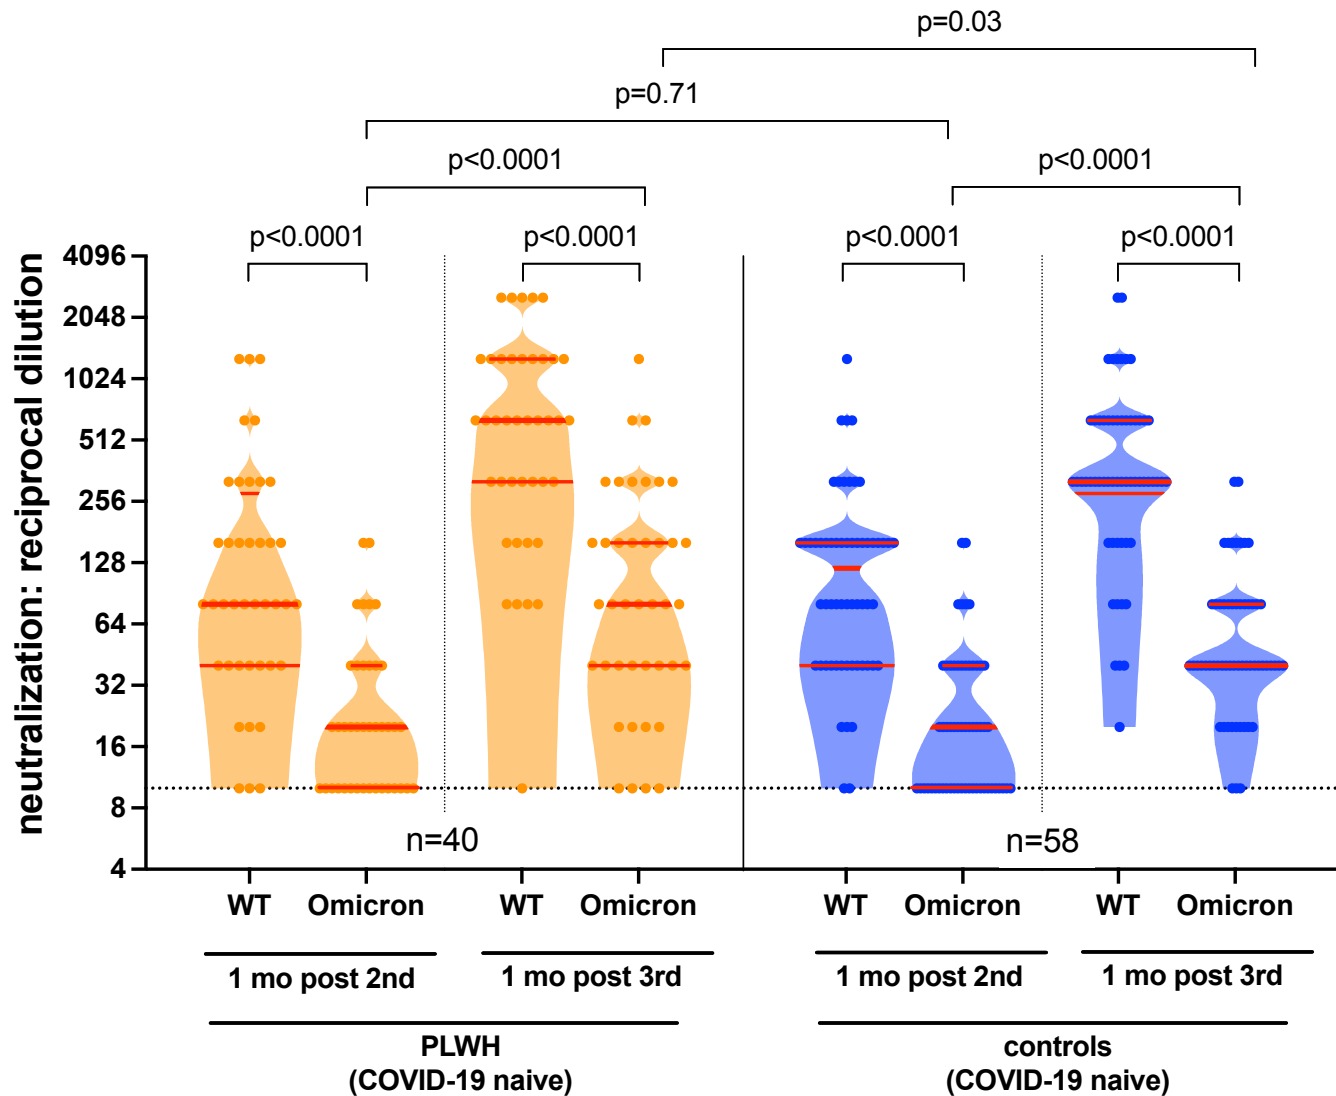 p=0.03
p=0.71
p<0.0001
p<0.0001
p<0.0001
p<0.0001
p<0.0001
p<0.0001
neutralization: reciprocal dilution
4096
2048
1024
512
256
128
64
32
16
8
4
n=40
n=58
WT Omicron WT Omicron WT Omicron WT Omicron
1 mo post 2nd 1 mo post 3rd 1 mo post 2nd 1 mo post 3rd
PLWH
(COVID-19 naive)
controls
(COVID-19 naive)